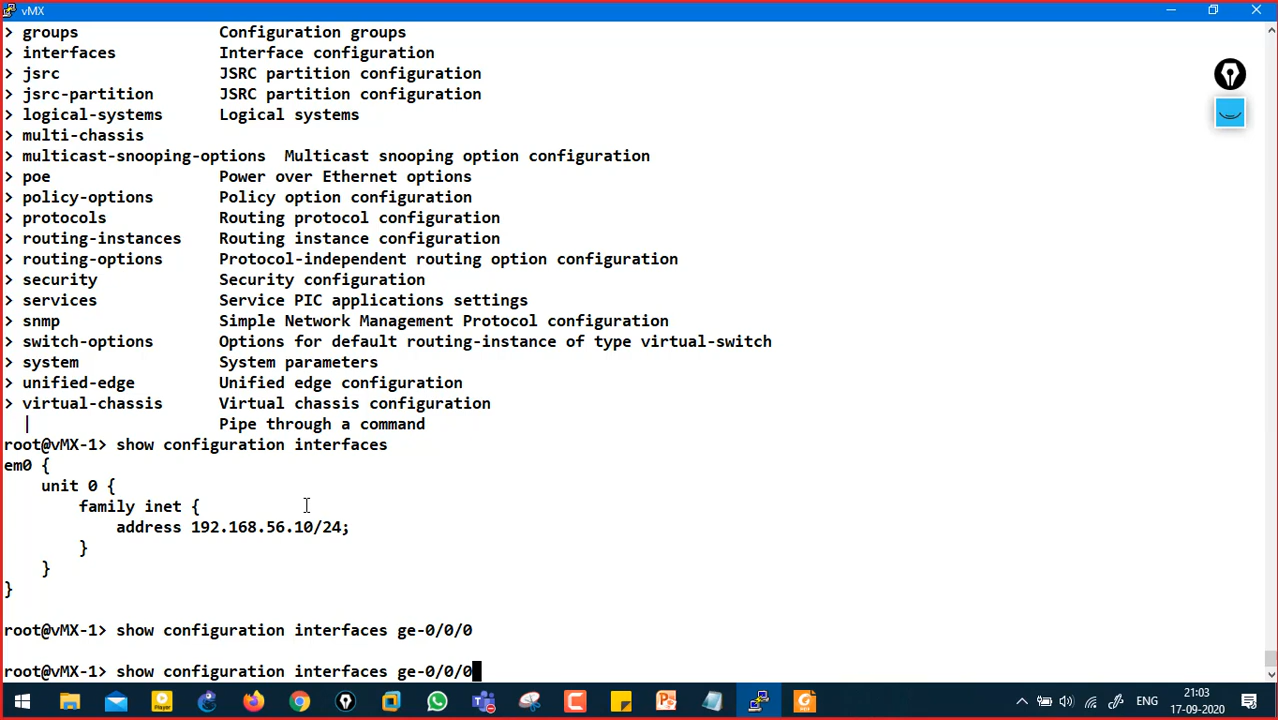 vMX
> groups Configuration groups
> interfaces Interface configuration
> jsrc JSRC partition configuration
> jsrc-partition JSRC partition configuration
> logical-systems Logical systems
> multi-chassis
> multicast-snooping-options Multicast snooping option configuration
> poe Power over Ethernet options
> policy-options Policy option configuration
> protocols Routing protocol configuration
> routing-instances Routing instance configuration
> routing-options Protocol-independent routing option configuration
> security Security configuration
> services Service PIC applications settings
> snmp Simple Network Management Protocol configuration
> switch-options Options for default routing-instance of type virtual-switch
> system System parameters
> unified-edge Unified edge configuration
> virtual-chassis Virtual chassis configuration
| Pipe through a command
root@vMX-1> show configuration interfaces
em0 {
unit 0 {
family inet {
address 192.168.56.10/24;
}
}
}
root@vMX-1> show configuration interfaces ge-0/0/0
root@vMX-1> show configuration interfaces ge-0/0/0
ENG
21:03
17-09-2020